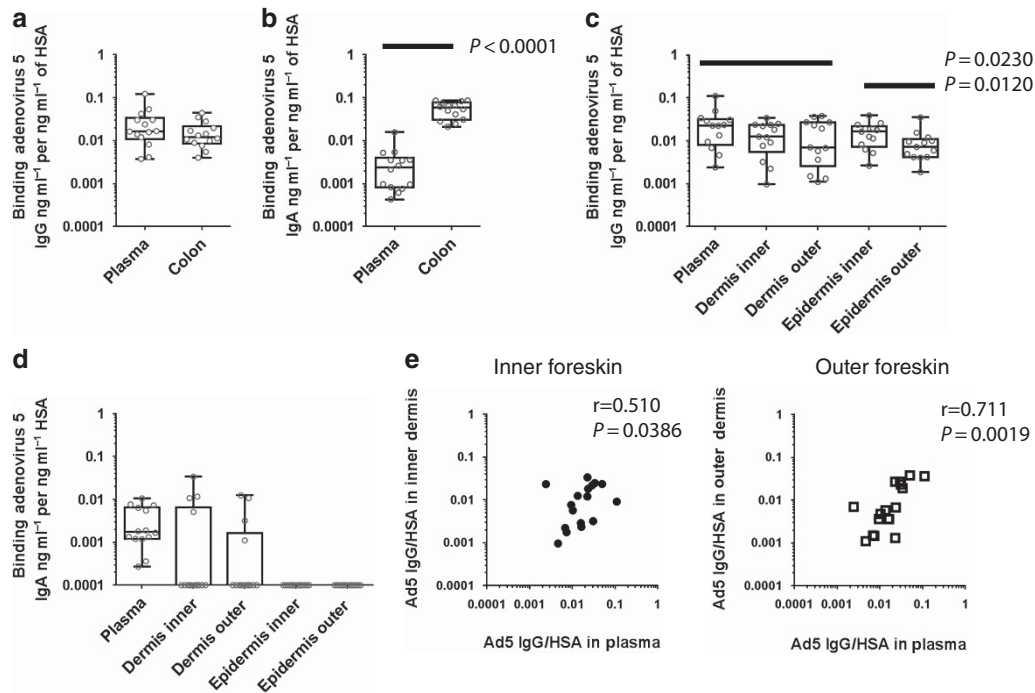 a
Binding adenovirus 5
IgG ng ml⁻¹ per ng ml⁻¹ of HSA
1
0.1
0.01
0.001
0.0001
Plasma
Colon
b
Binding adenovirus 5
IgA ng ml⁻¹ per ng ml⁻¹ of HSA
1
0.1
0.01
0.001
0.0001
P < 0.0001
Plasma
Colon
c
Binding adenovirus 5
IgG ng ml⁻¹ per ng ml⁻¹ of HSA
1
0.1
0.01
0.001
0.0001
P = 0.0230
P = 0.0120
Plasma
Dermis inner
Dermis outer
Epidermis inner
Epidermis outer
d
Binding adenovirus 5
IgA ng ml⁻¹ per ng ml⁻¹ HSA
1
0.1
0.01
0.001
0.0001
Plasma
Dermis inner
Dermis outer
Epidermis inner
Epidermis outer
e
Inner foreskin
r=0.510
P = 0.0386
Ad5 IgG/HSA in inner dermis
1
0.1
0.01
0.001
0.0001
0.0001 0.001 0.01 0.1 1
Ad5 IgG/HSA in plasma
Outer foreskin
r=0.711
P = 0.0019
Ad5 IgG/HSA in outer dermis
1
0.1
0.01
0.001
0.0001
0.0001 0.001 0.01 0.1 1
Ad5 IgG/HSA in plasma